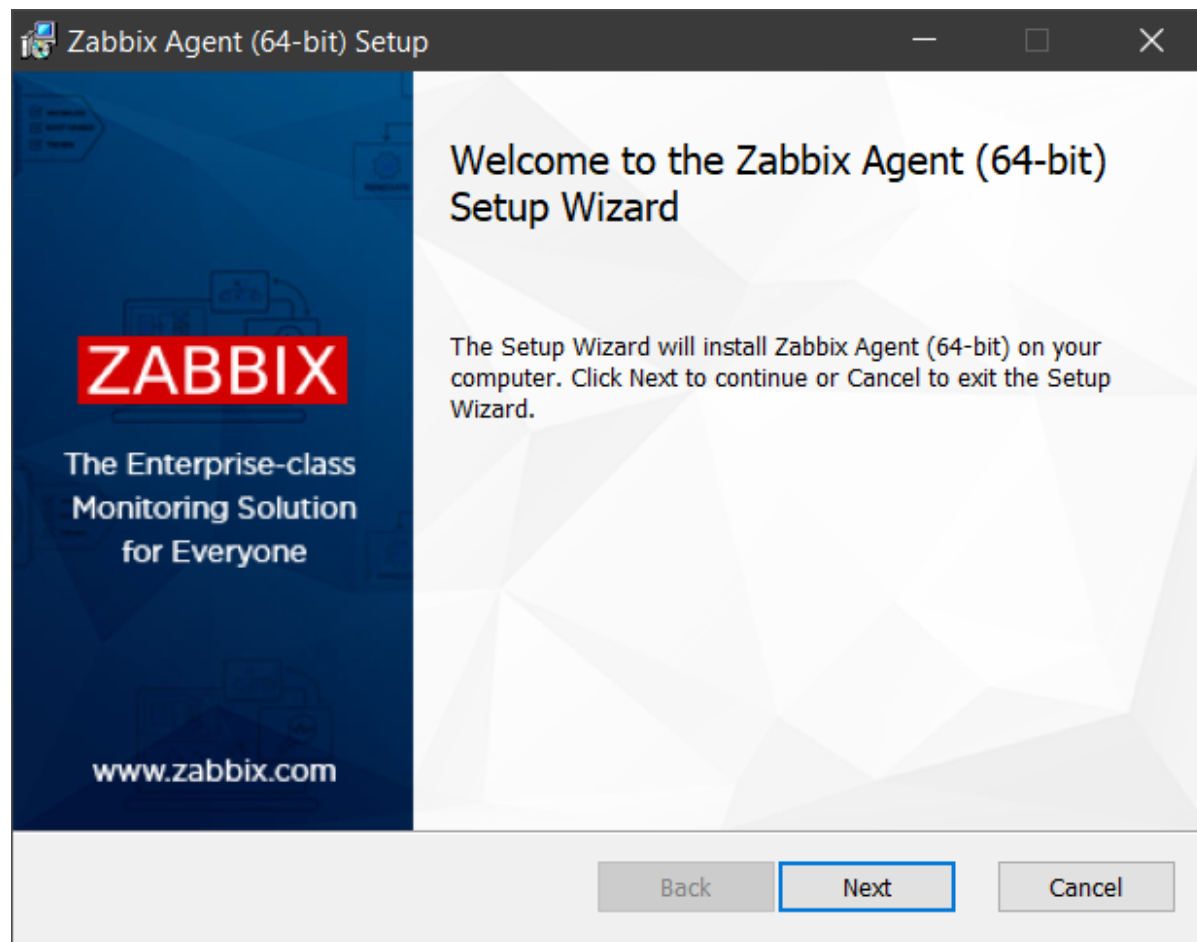 Zabbix Agent (64-bit) Setup
Welcome to the Zabbix Agent (64-bit)
Setup Wizard
The Setup Wizard will install Zabbix Agent (64-bit) on your
computer. Click Next to continue or Cancel to exit the Setup
Wizard.
ZABBIX
The Enterprise-class
Monitoring Solution
for Everyone
www.zabbix.com
Back
Next
Cancel